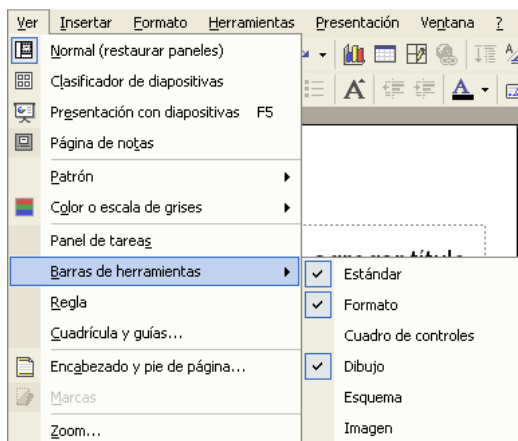 Ver Insertar Formato Herramientas Presentación Ventana ?
Normal (restaurar paneles)
Clasificador de diapositivas
Presentación con diapositivas F5
Página de notas
Patrón
Color o escala de grises
Panel de tareas
Barras de herramientas
Regla
Cuadrícula y guías...
Encabezado y pie de página...
Marcas
Zoom...
agregar título
Estándar
Formato
Cuadro de controles
Dibujo
Esquema
Imagen